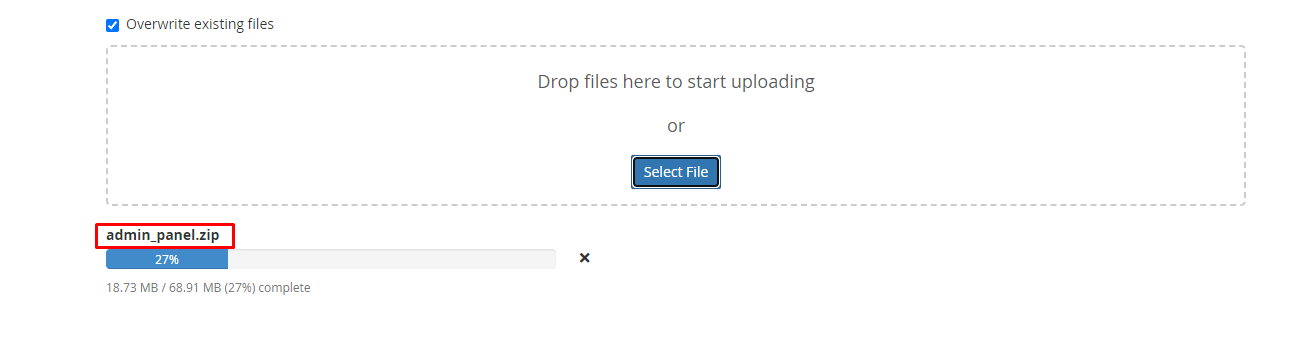 Overwrite existing files
Drop files here to start uploading
or
Select File
admin_panel.zip
27%
18.73 MB / 68.91 MB (27%) complete